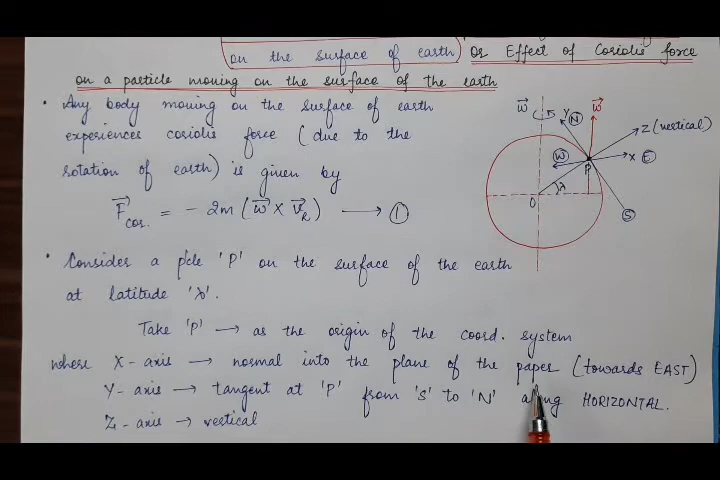 on the surface of earth) or Effect of Coriolis force
on a particle moving on the surface of the earth
• Any body moving on the surface of earth
experiences coriolis force (due to the
rotation of earth) is given by
F⃗cor. = - 2m (w⃗ X v⃗R) → ①
• Consider a p'cle 'P' on the surface of the earth
at latitude 'λ'.
Take 'P' → as the origin of the coord. system
where X-axis → normal into the plane of the paper (towards EAST)
Y-axis → tangent at 'P' from 'S' to 'N' along HORIZONTAL.
Z-axis → vertical
w⃗
Y
N
w⃗
Z (vertical)
W
P
X
E
λ
O
S